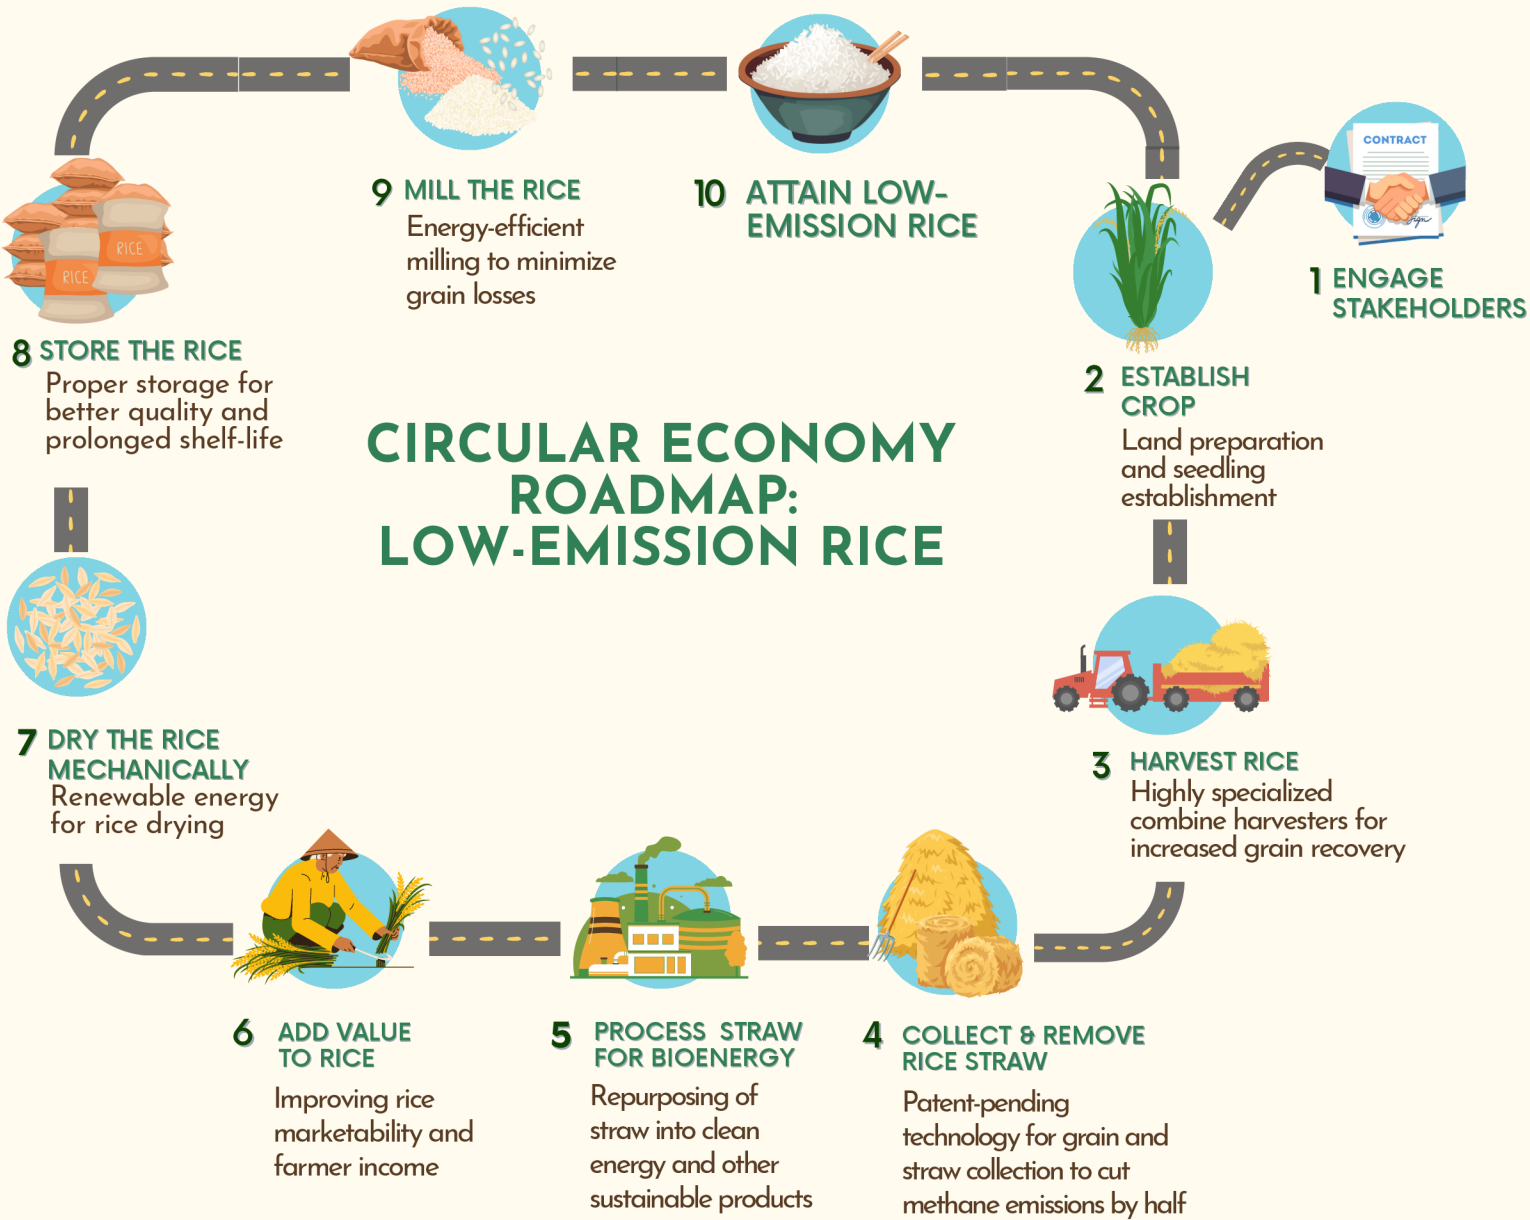 CIRCULAR ECONOMY
ROADMAP:
LOW-EMISSION RICE
CONTRACT
sign
1 ENGAGE
STAKEHOLDERS
2 ESTABLISH
CROP
Land preparation
and seedling
establishment
3 HARVEST RICE
Highly specialized
combine harvesters for
increased grain recovery
4 COLLECT & REMOVE
RICE STRAW
Patent-pending
technology for grain and
straw collection to cut
methane emissions by half
5 PROCESS STRAW
FOR BIOENERGY
Repurposing of
straw into clean
energy and other
sustainable products
6 ADD VALUE
TO RICE
Improving rice
marketability and
farmer income
7 DRY THE RICE
MECHANICALLY
Renewable energy
for rice drying
RICE
RICE
8 STORE THE RICE
Proper storage for
better quality and
prolonged shelf-life
9 MILL THE RICE
Energy-efficient
milling to minimize
grain losses
10 ATTAIN LOW-
EMISSION RICE